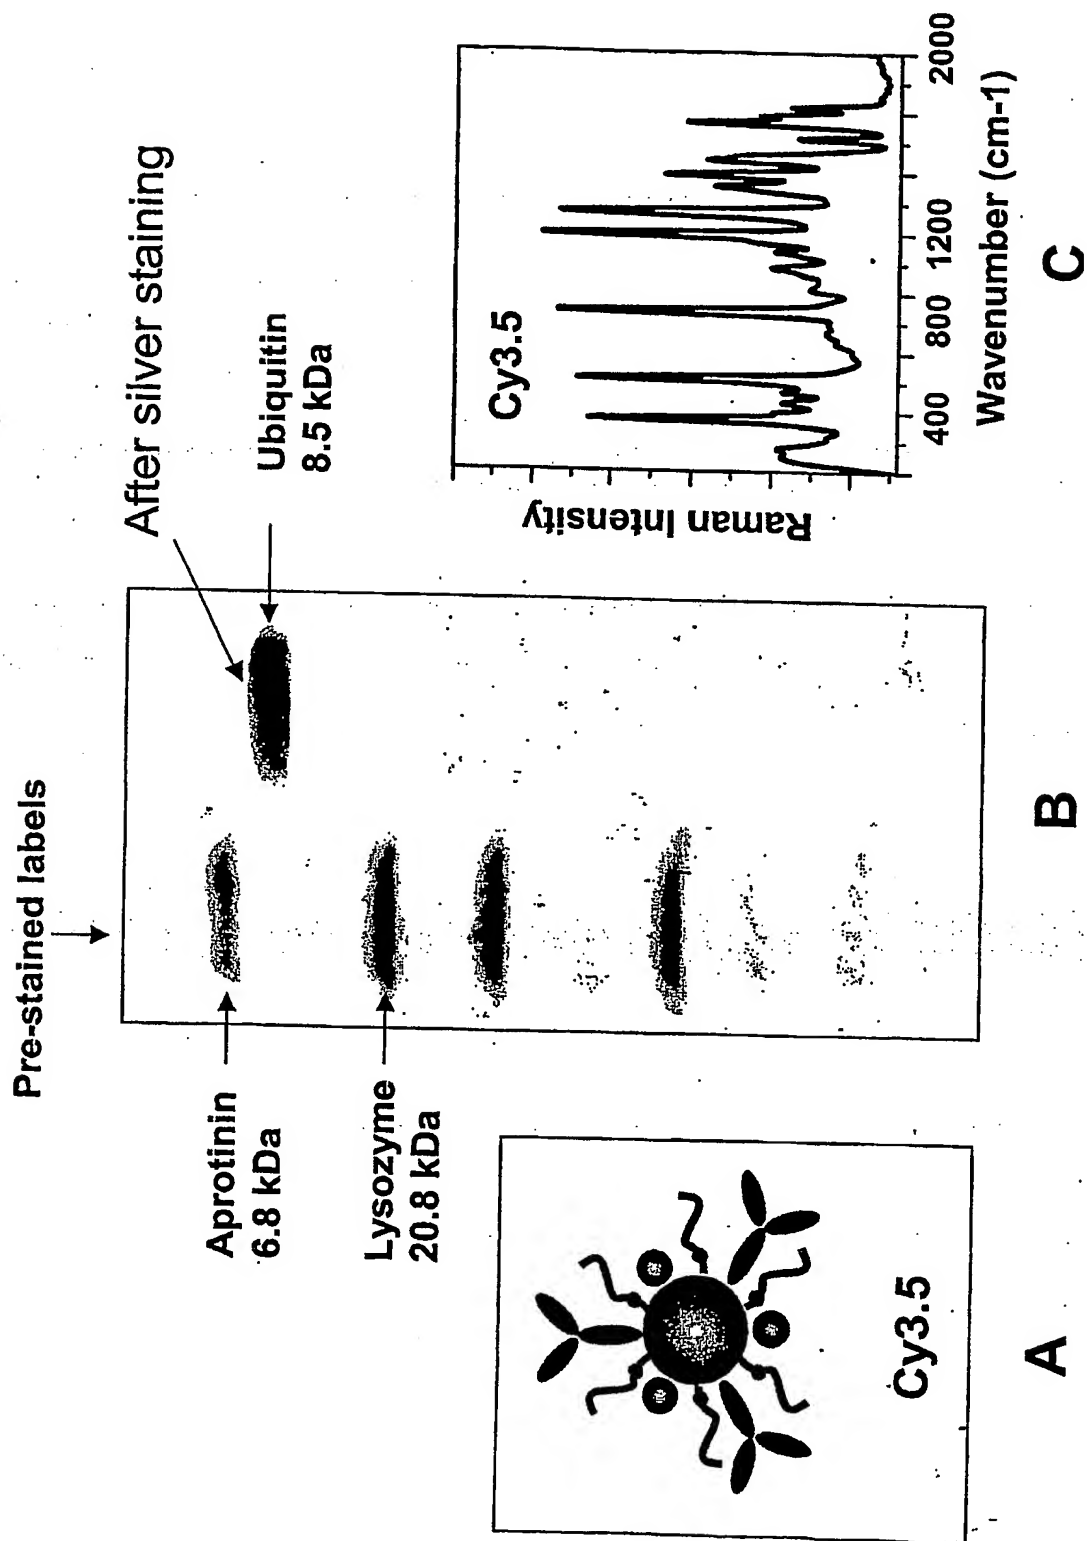 Pre-stained labels
After silver staining
Aprotinin
6.8 kDa
Lysozyme
20.8 kDa
Ubiquitin
8.5 kDa
Cy3.5
A
B
Raman Intensity
Cy3.5
400
800
1200
2000
Wavenumber (cm-1)
C